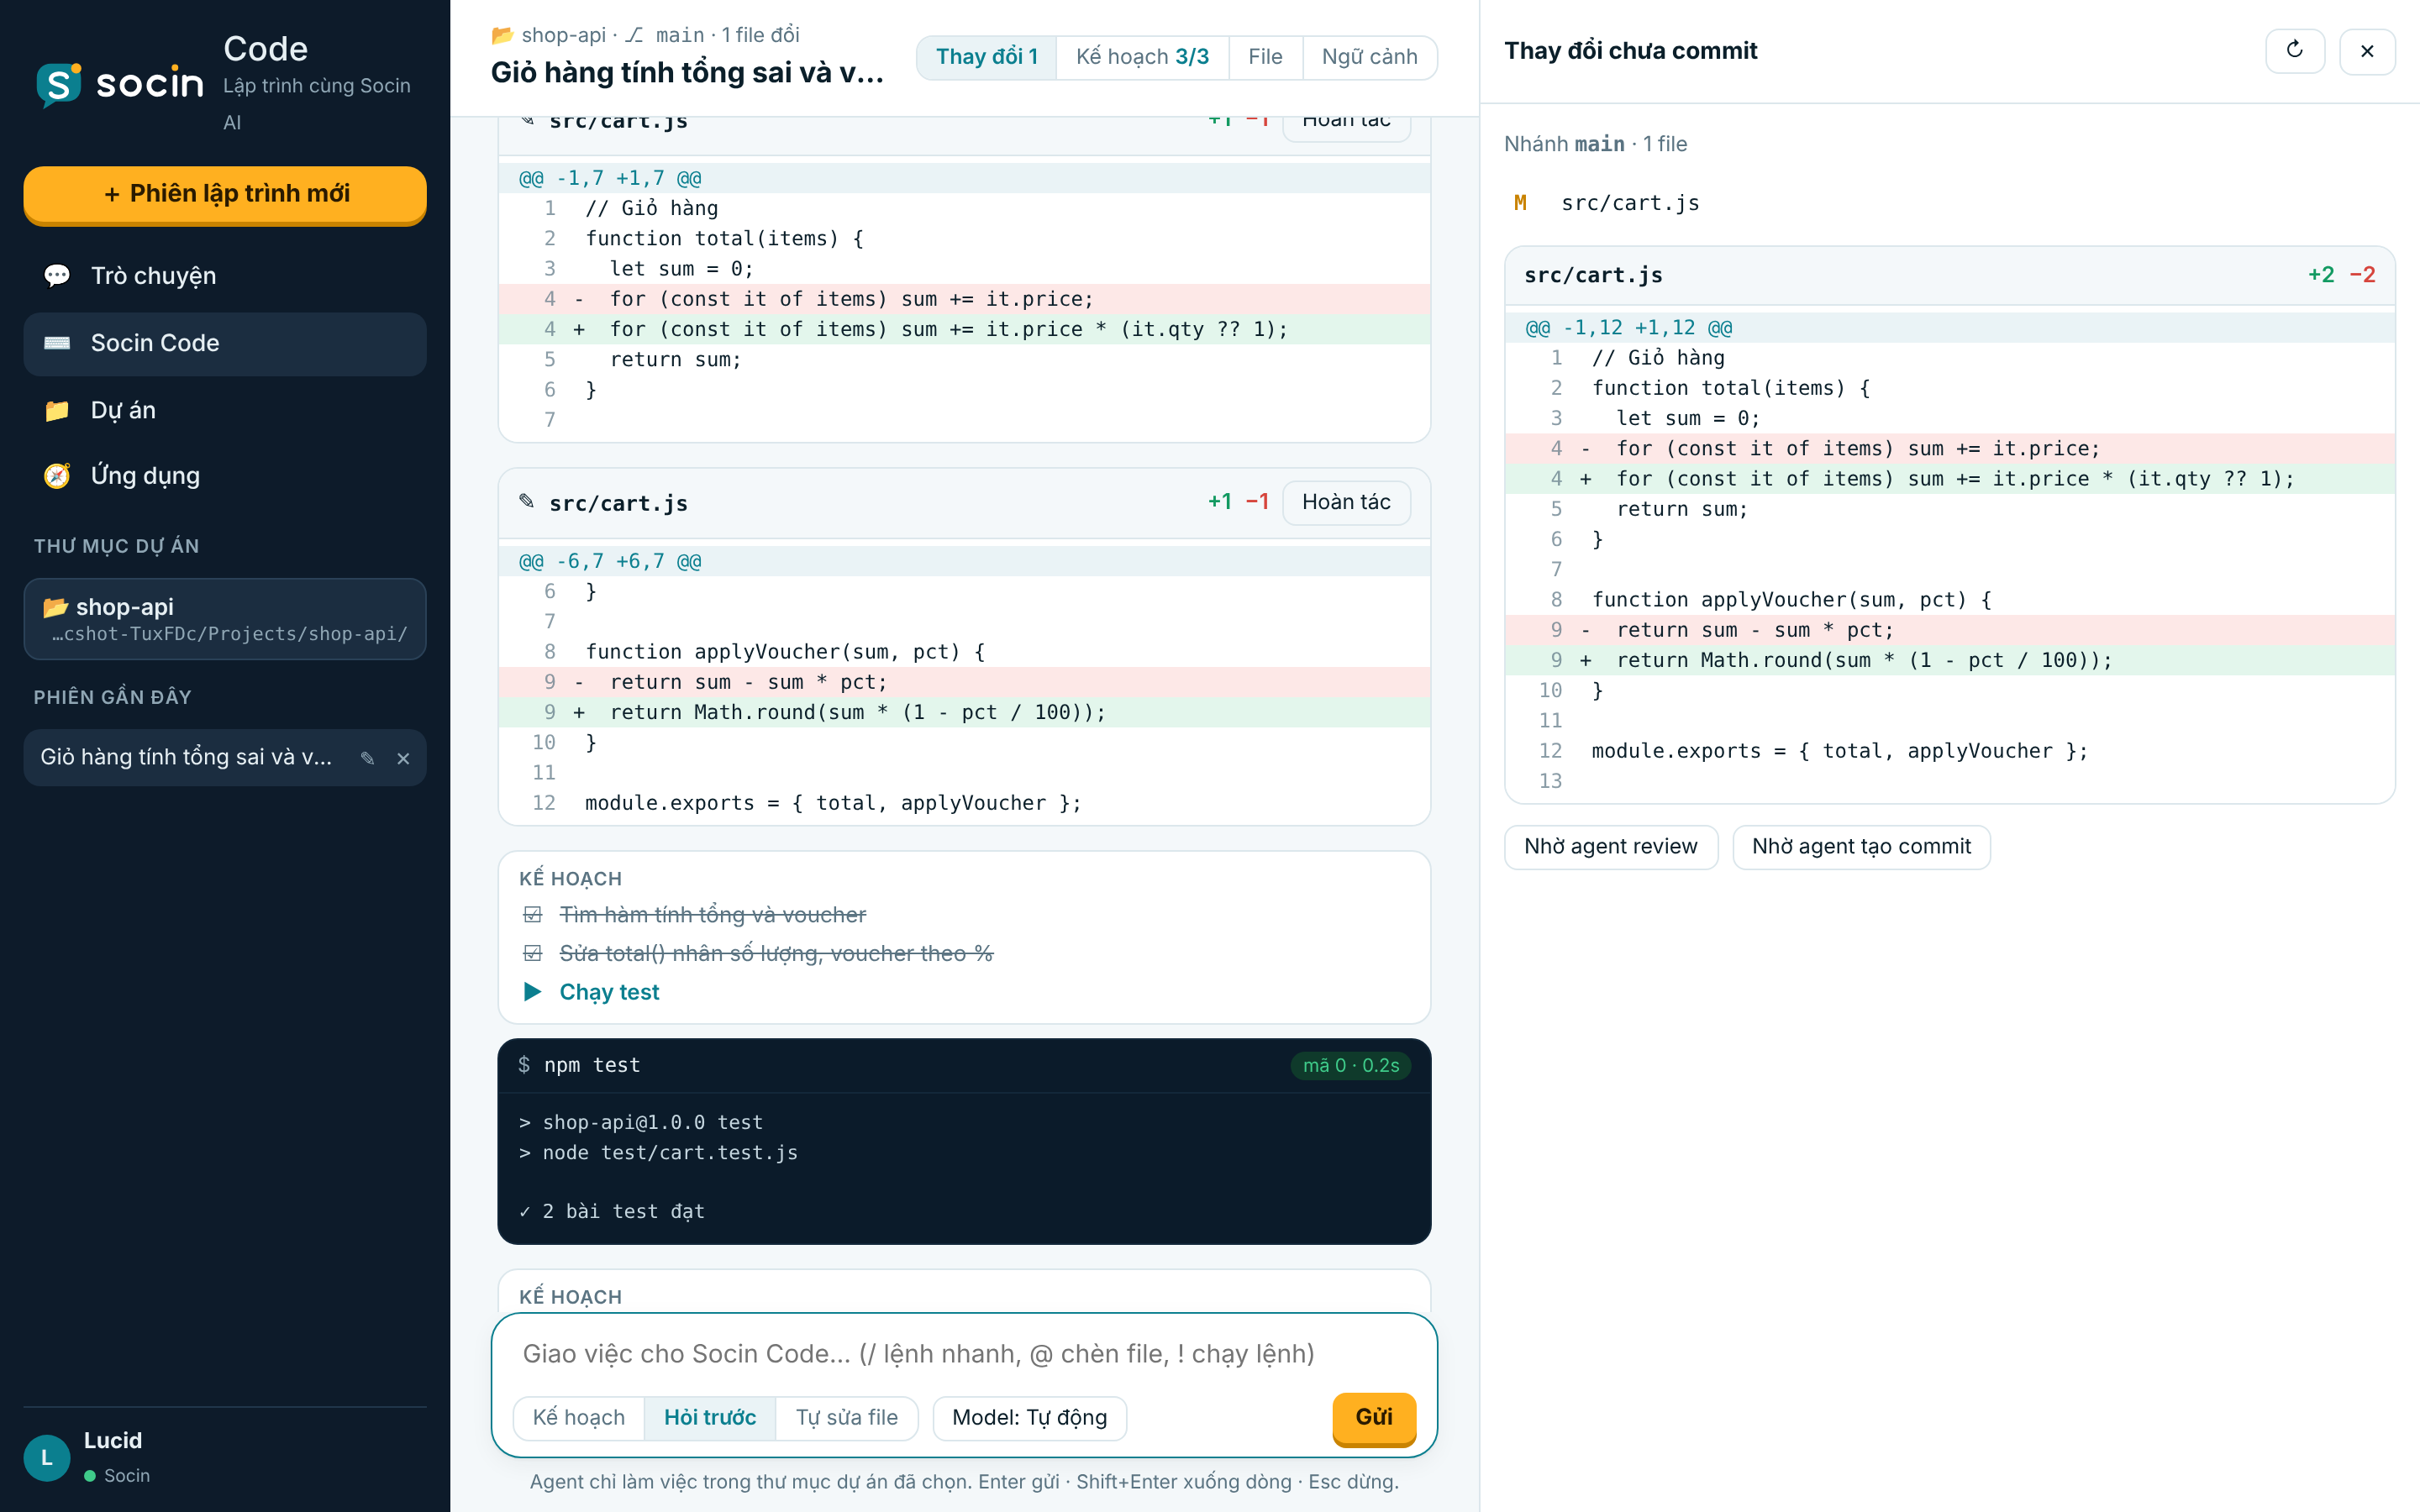 socin
Code
Lập trình cùng Socin
AI
+ Phiên lập trình mới
Trò chuyện
Socin Code
Dự án
Ứng dụng
THƯ MỤC DỰ ÁN
shop-api
…cshot-TuxFDc/Projects/shop-api/
PHIÊN GẦN ĐÂY
Giỏ hàng tính tổng sai và v… ✎ ×
L
Lucid
Socin
shop-api · ⎇ main · 1 file đổi
Giỏ hàng tính tổng sai và v…
Thay đổi 1
Kế hoạch 3/3
File
Ngữ cảnh
✎ src/cart.js +1 −1 Hoàn tác
@@ -1,7 +1,7 @@
1 // Giỏ hàng
2 function total(items) {
3 let sum = 0;
4 - for (const it of items) sum += it.price;
4 + for (const it of items) sum += it.price * (it.qty ?? 1);
5 return sum;
6 }
7
✎ src/cart.js +1 −1 Hoàn tác
@@ -6,7 +6,7 @@
6 }
7
8 function applyVoucher(sum, pct) {
9 - return sum - sum * pct;
9 + return Math.round(sum * (1 - pct / 100));
10 }
11
12 module.exports = { total, applyVoucher };
KẾ HOẠCH
☑ Tìm hàm tính tổng và voucher
☑ Sửa total() nhân số lượng, voucher theo %
▶ Chạy test
$ npm test mã 0 · 0.2s
> shop-api@1.0.0 test
> node test/cart.test.js
✓ 2 bài test đạt
KẾ HOẠCH
Giao việc cho Socin Code... (/ lệnh nhanh, @ chèn file, ! chạy lệnh)
Kế hoạch
Hỏi trước
Tự sửa file
Model: Tự động
Gửi
Agent chỉ làm việc trong thư mục dự án đã chọn. Enter gửi · Shift+Enter xuống dòng · Esc dừng.
Thay đổi chưa commit
Nhánh main · 1 file
M src/cart.js
src/cart.js +2 −2
@@ -1,12 +1,12 @@
1 // Giỏ hàng
2 function total(items) {
3 let sum = 0;
4 - for (const it of items) sum += it.price;
4 + for (const it of items) sum += it.price * (it.qty ?? 1);
5 return sum;
6 }
7
8 function applyVoucher(sum, pct) {
9 - return sum - sum * pct;
9 + return Math.round(sum * (1 - pct / 100));
10 }
11
12 module.exports = { total, applyVoucher };
13
Nhờ agent review
Nhờ agent tạo commit